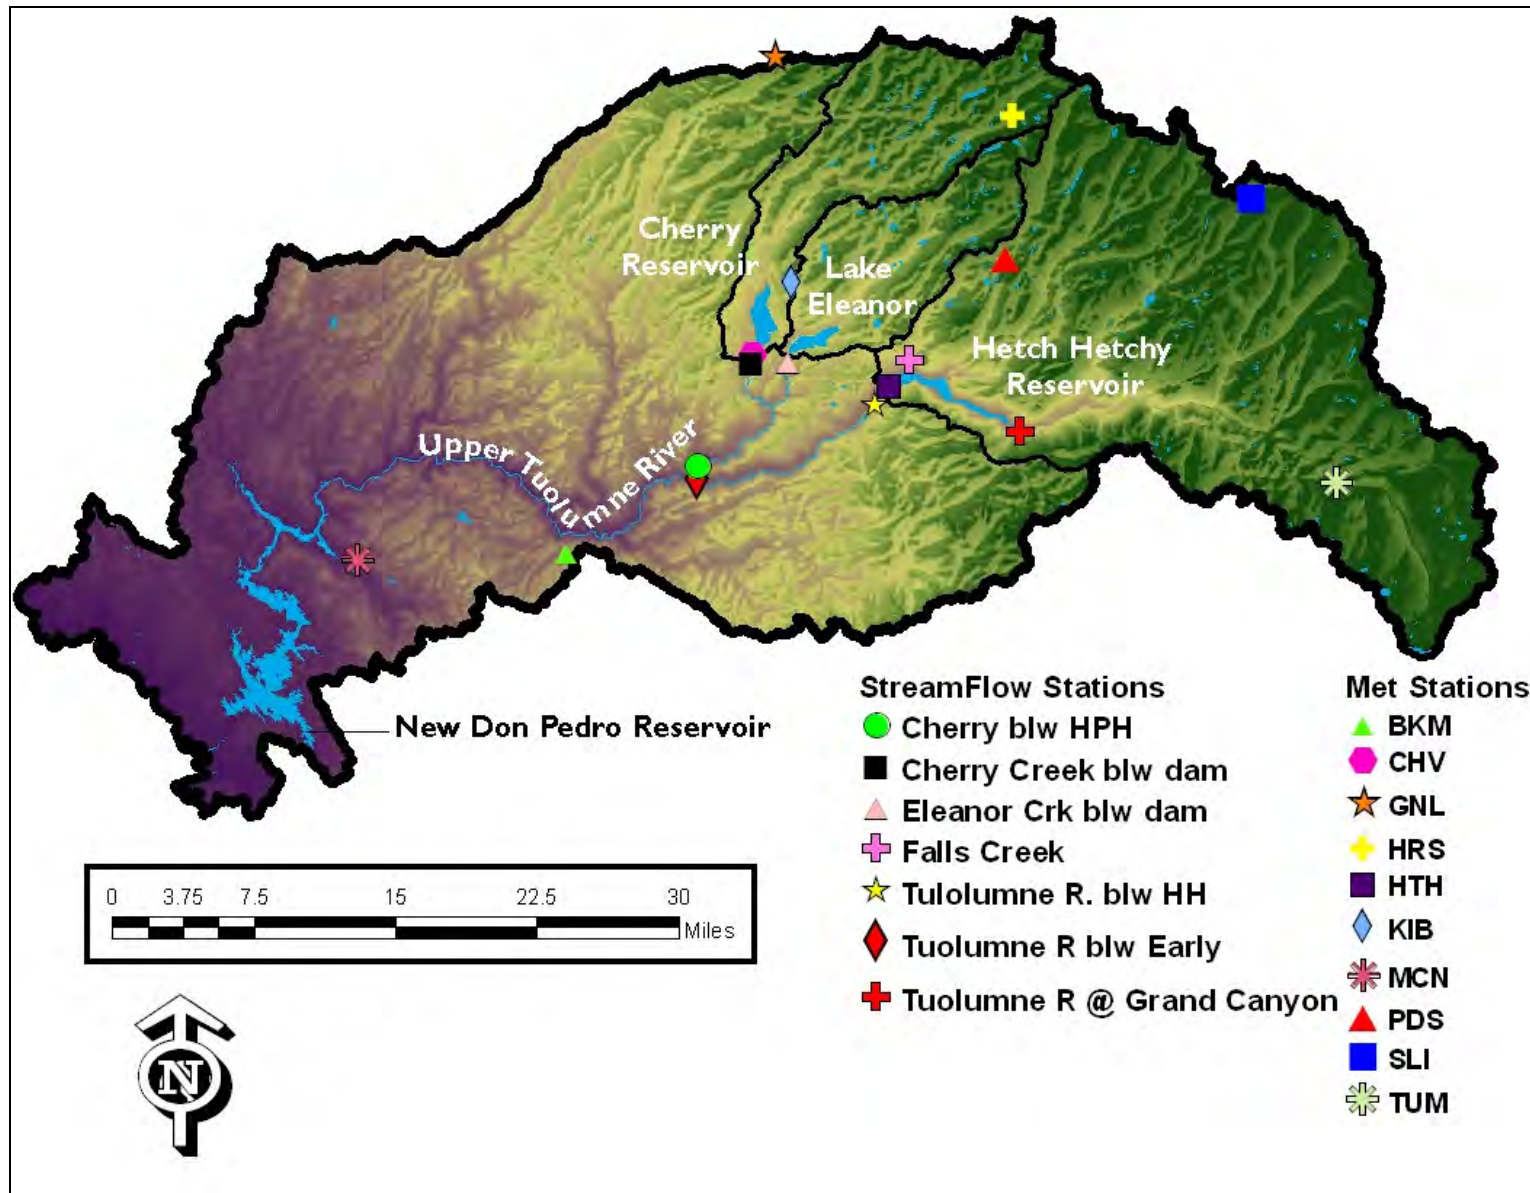 Cherry
Reservoir
Lake
Eleanor
Hetch Hetchy
Reservoir
Upper Tuolumne River
New Don Pedro Reservoir
StreamFlow Stations
Cherry blw HPH
Cherry Creek blw dam
Eleanor Crk blw dam
Falls Creek
Tulolumne R. blw HH
Tuolumne R blw Early
Tuolumne R @ Grand Canyon
Met Stations
BKM
CHV
GNL
HRS
HTH
KIB
MCN
PDS
SLI
TUM
0 3.75 7.5 15 22.5 30
Miles
N